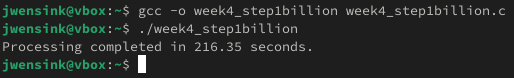 jwensink@vbox:~$ gcc -o week4_step1billion week4_step1billion.c
jwensink@vbox:~$ ./week4_step1billion
Processing completed in 216.35 seconds.
jwensink@vbox:~$